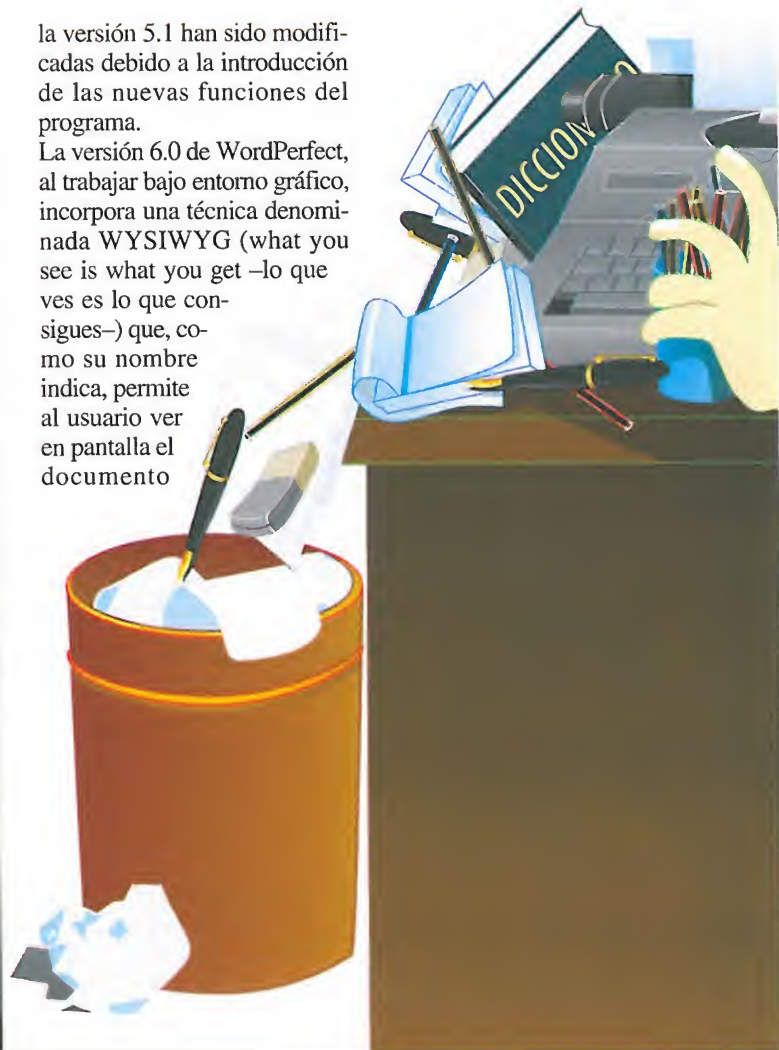 la versión 5.1 han sido modifi-
cadas debido a la introducción
de las nuevas funciones del
programa.
La versión 6.0 de WordPerfect,
al trabajar bajo entorno gráfico,
incorpora una técnica denomi-
nada WYSIWYG (what you
see is what you get –lo que
ves es lo que con-
sigues–) que, co-
mo su nombre
indica, permite
al usuario ver
en pantalla el
documento